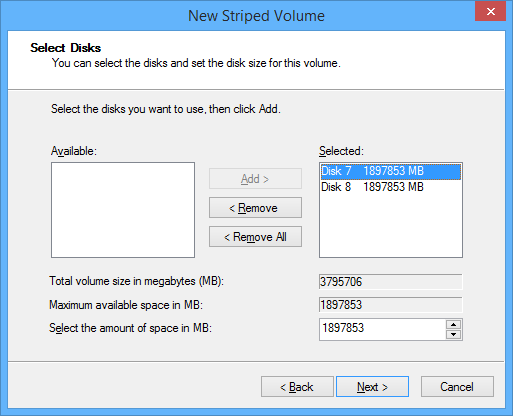 New Striped Volume
Select Disks
You can select the disks and set the disk size for this volume.
Select the disks you want to use, then click Add.
Available:
Selected:
Add >
< Remove
< Remove All
Disk 7 1897853 MB
Disk 8 1897853 MB
Total volume size in megabytes (MB): 3795706
Maximum available space in MB: 1897853
Select the amount of space in MB: 1897853
< Back Next > Cancel